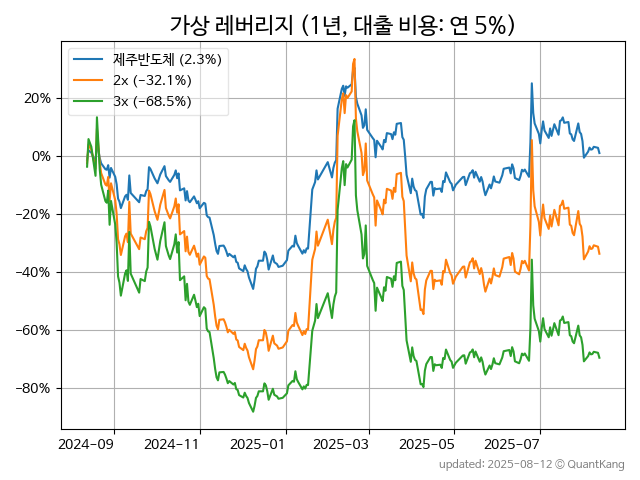 가상 레버리지 (1년, 대출 비용: 연 5%)
제주반도체 (2.3%)
2x (−32.1%)
3x (−68.5%)
20%
0%
−20%
−40%
−60%
−80%
2024-09 2024-11 2025-01 2025-03 2025-05 2025-07
updated: 2025-08-12 © QuantKang